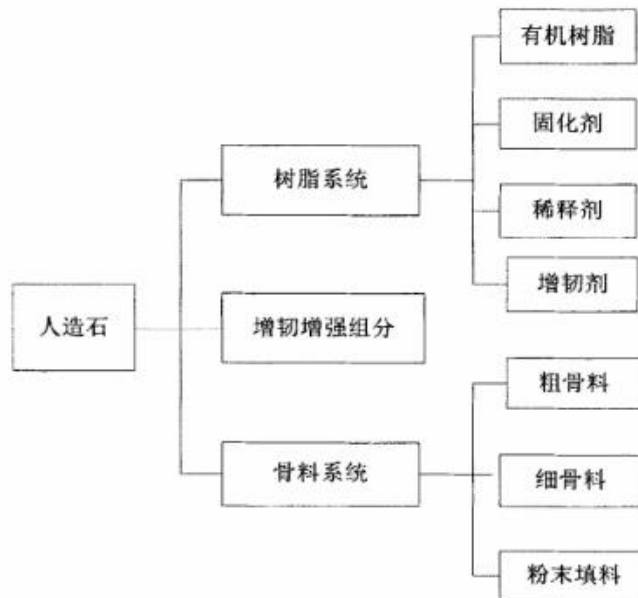 有机树脂
固化剂
树脂系统
稀释剂
增韧剂
人造石
增韧增强组分
粗骨料
骨料系统
细骨料
粉末填料